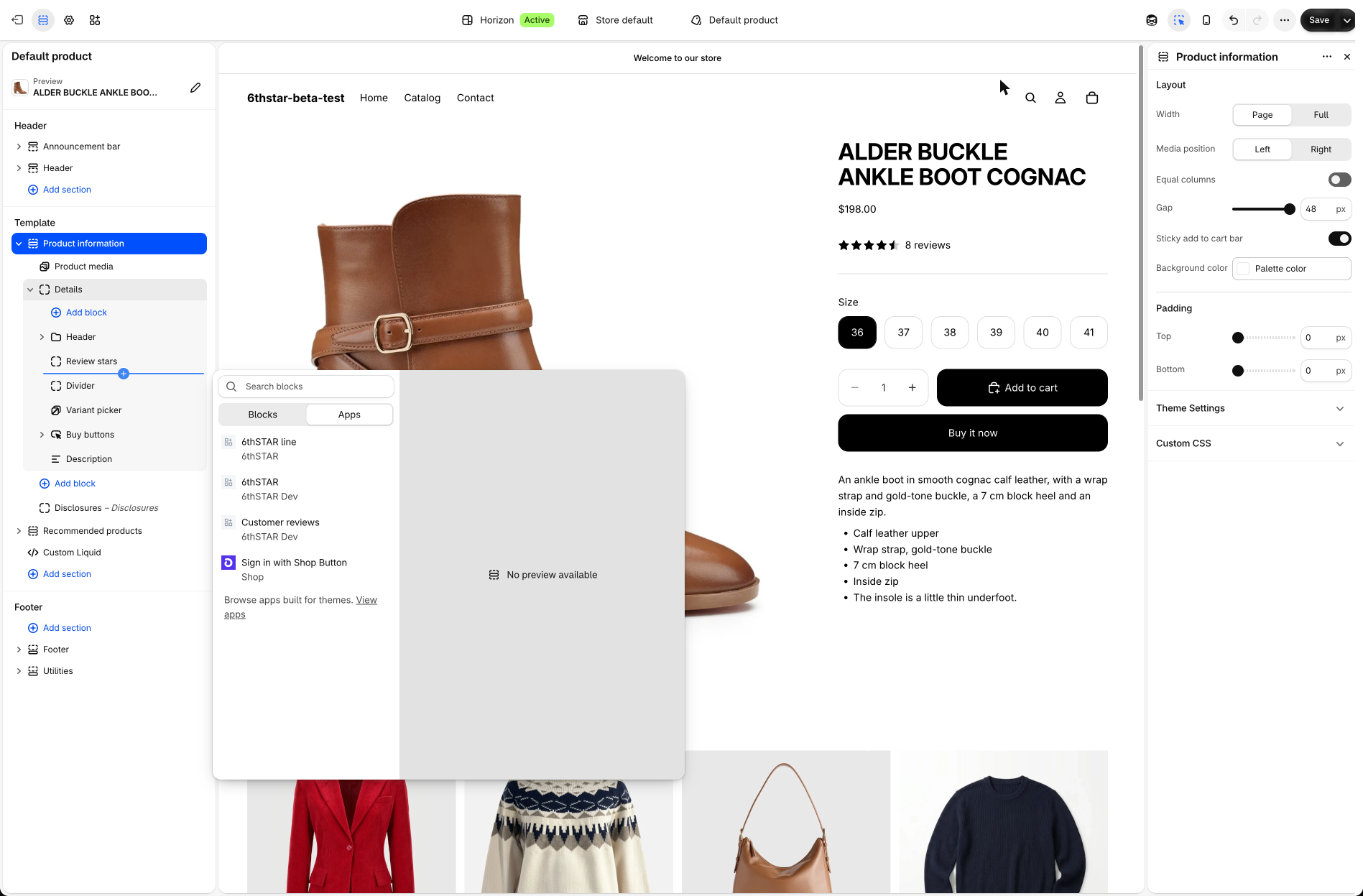 Horizon Active
Store default
Default product
Save
Default product
Preview
ALDER BUCKLE ANKLE BOO...
Header
Announcement bar
Header
Add section
Template
Product information
Product media
Details
Add block
Header
Review stars
Divider
Variant picker
Buy buttons
Description
Add block
Disclosures – Disclosures
Recommended products
Custom Liquid
Add section
Footer
Add section
Footer
Utilities
Search blocks
Blocks Apps
6thSTAR line
6thSTAR
6thSTAR
6thSTAR Dev
Customer reviews
6thSTAR Dev
Sign in with Shop Button
Shop
Browse apps built for themes. View
apps
No preview available
Welcome to our store
6thstar-beta-test Home Catalog Contact
ALDER BUCKLE
ANKLE BOOT COGNAC
$198.00
8 reviews
Size
36 37 38 39 40 41
− 1 + Add to cart
Buy it now
An ankle boot in smooth cognac calf leather, with a wrap
strap and gold-tone buckle, a 7 cm block heel and an
inside zip.
• Calf leather upper
• Wrap strap, gold-tone buckle
• 7 cm block heel
• Inside zip
• The insole is a little thin underfoot.
Product information
Layout
Width Page Full
Media position Left Right
Equal columns
Gap 48 px
Sticky add to cart bar
Background color Palette color
Padding
Top 0 px
Bottom 0 px
Theme Settings
Custom CSS